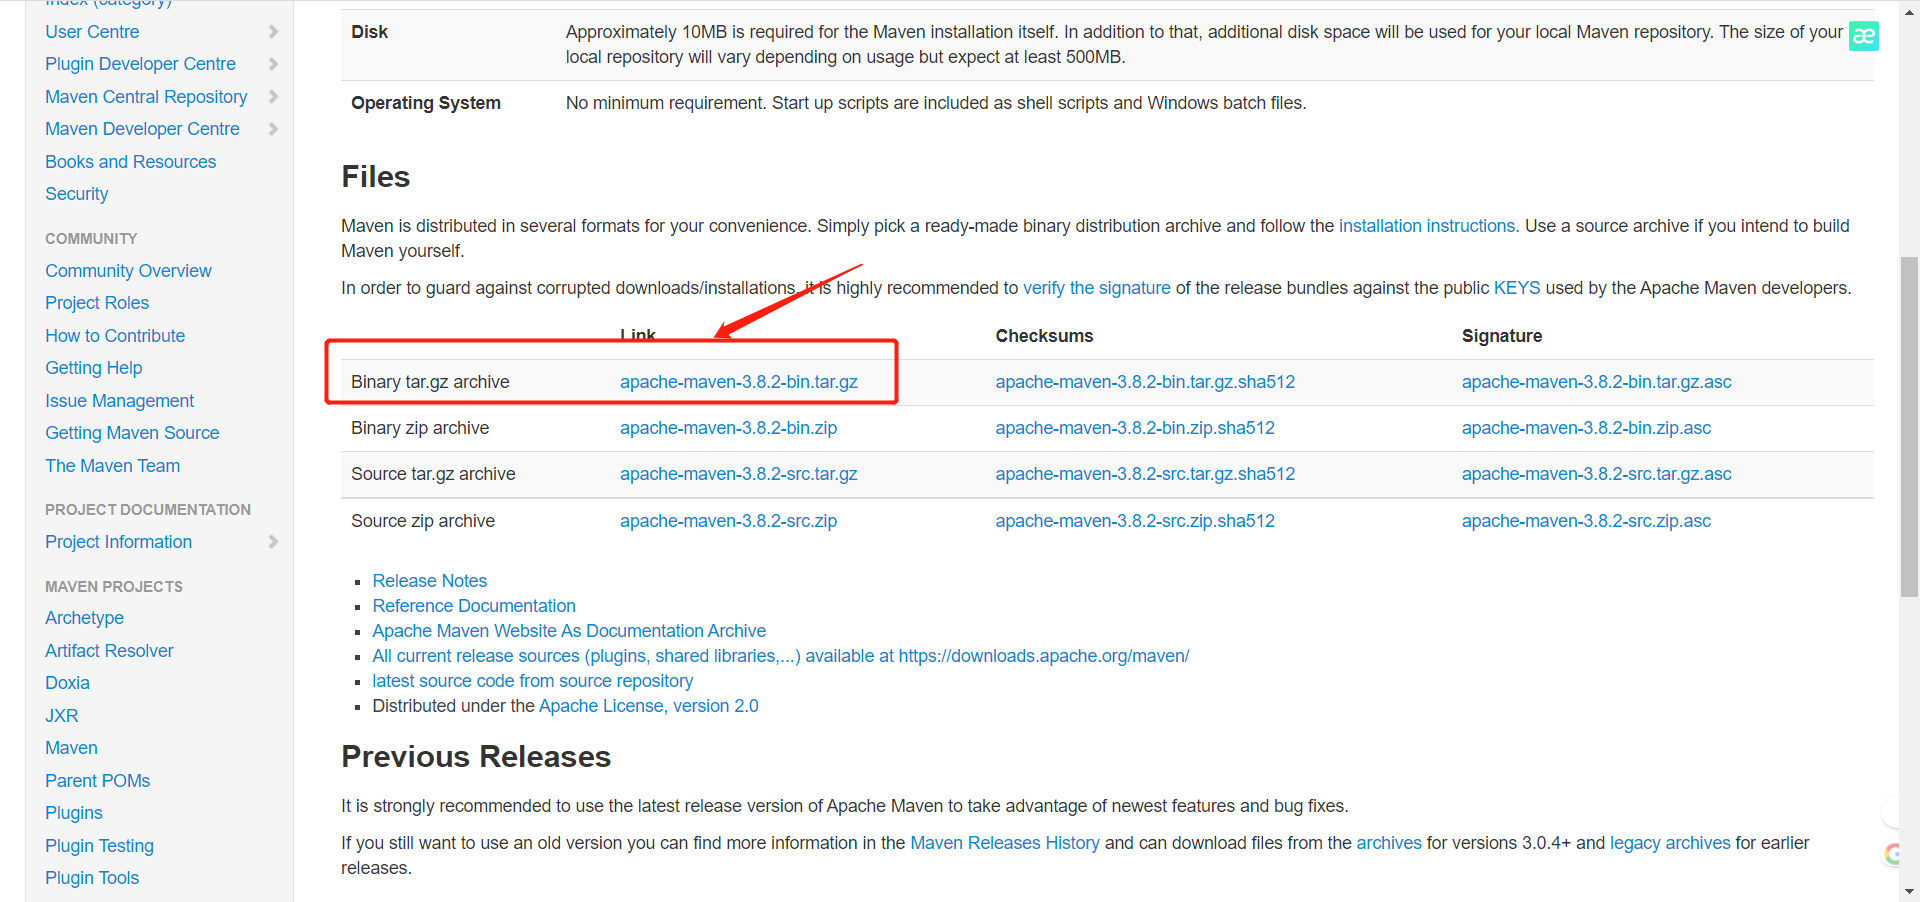 Index (category)
User Centre
Plugin Developer Centre
Maven Central Repository
Maven Developer Centre
Books and Resources
Security
COMMUNITY
Community Overview
Project Roles
How to Contribute
Getting Help
Issue Management
Getting Maven Source
The Maven Team
PROJECT DOCUMENTATION
Project Information
MAVEN PROJECTS
Archetype
Artifact Resolver
Doxia
JXR
Maven
Parent POMs
Plugins
Plugin Testing
Plugin Tools
Disk Approximately 10MB is required for the Maven installation itself. In addition to that, additional disk space will be used for your local Maven repository. The size of your
local repository will vary depending on usage but expect at least 500MB.
æ
Operating System No minimum requirement. Start up scripts are included as shell scripts and Windows batch files.
Files
Maven is distributed in several formats for your convenience. Simply pick a ready-made binary distribution archive and follow the installation instructions. Use a source archive if you intend to build
Maven yourself.
In order to guard against corrupted downloads/installations, it is highly recommended to verify the signature of the release bundles against the public KEYS used by the Apache Maven developers.
Link Checksums Signature
Binary tar.gz archive apache-maven-3.8.2-bin.tar.gz apache-maven-3.8.2-bin.tar.gz.sha512 apache-maven-3.8.2-bin.tar.gz.asc
Binary zip archive apache-maven-3.8.2-bin.zip apache-maven-3.8.2-bin.zip.sha512 apache-maven-3.8.2-bin.zip.asc
Source tar.gz archive apache-maven-3.8.2-src.tar.gz apache-maven-3.8.2-src.tar.gz.sha512 apache-maven-3.8.2-src.tar.gz.asc
Source zip archive apache-maven-3.8.2-src.zip apache-maven-3.8.2-src.zip.sha512 apache-maven-3.8.2-src.zip.asc
Release Notes
Reference Documentation
Apache Maven Website As Documentation Archive
All current release sources (plugins, shared libraries,...) available at https://downloads.apache.org/maven/
latest source code from source repository
Distributed under the Apache License, version 2.0
Previous Releases
It is strongly recommended to use the latest release version of Apache Maven to take advantage of newest features and bug fixes.
If you still want to use an old version you can find more information in the Maven Releases History and can download files from the archives for versions 3.0.4+ and legacy archives for earlier
releases.